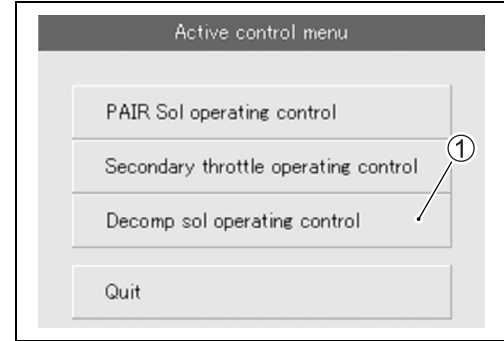 Active control menu
PAIR Sol operating control
Secondary throttle operating control
1
Decomp sol operating control
Quit